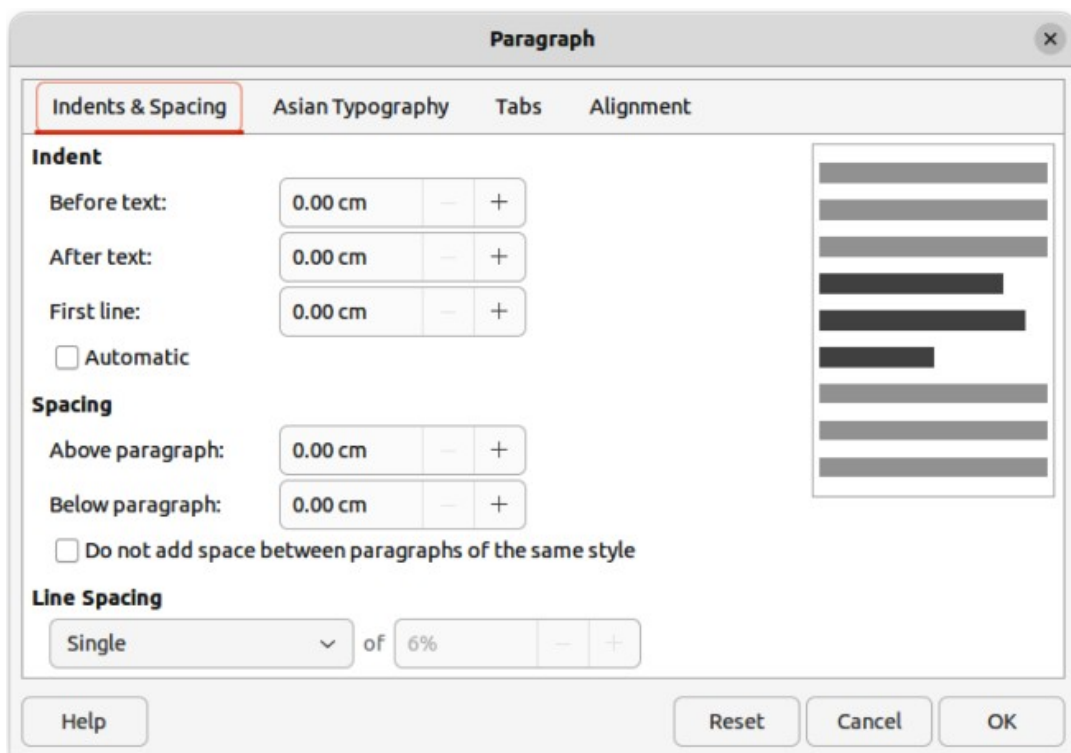 Paragraph
Indents & Spacing Asian Typography Tabs Alignment
Indent
Before text: 0.00 cm
After text: 0.00 cm
First line: 0.00 cm
Automatic
Spacing
Above paragraph: 0.00 cm
Below paragraph: 0.00 cm
Do not add space between paragraphs of the same style
Line Spacing
Single of 6%
Help Reset Cancel OK